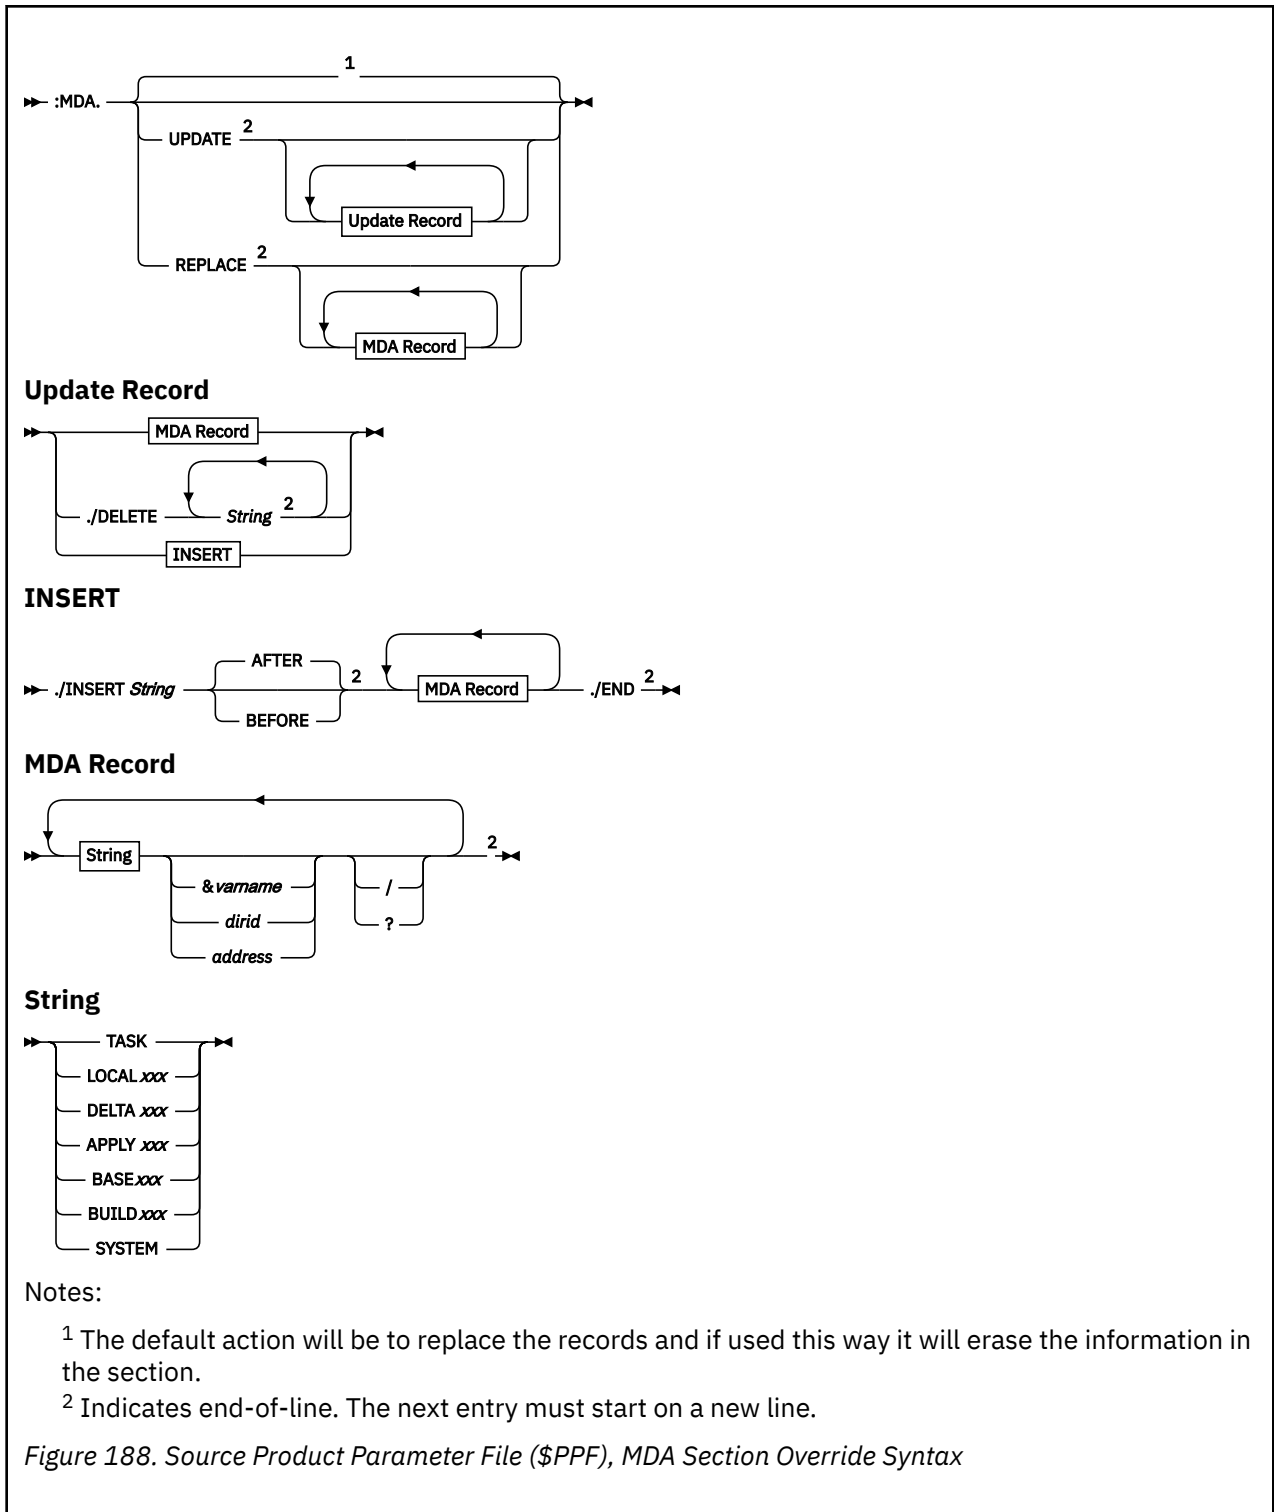 1
:MDA.
UPDATE 2
Update Record
REPLACE 2
MDA Record
Update Record
MDA Record
./DELETE String 2
INSERT
INSERT
AFTER
./INSERT String 2 MDA Record ./END 2
BEFORE
MDA Record
String 2
&varname /
dirid ?
address
String
TASK
LOCALxxx
DELTA xxx
APPLY xxx
BASExxx
BUILDxxx
SYSTEM
Notes:
1 The default action will be to replace the records and if used this way it will erase the information in
the section.
2 Indicates end-of-line. The next entry must start on a new line.
Figure 188. Source Product Parameter File ($PPF), MDA Section Override Syntax